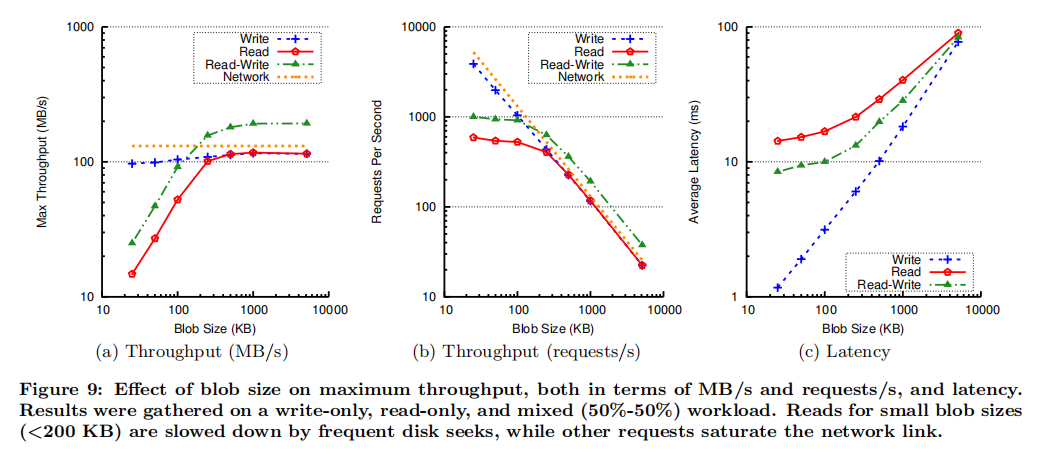 1000
100
10
Max Throughput (MB/s)
Write
Read
Read-Write
Network
10 100 1000 10000
Blob Size (KB)
(a) Throughput (MB/s)
10000
1000
100
10
Requests Per Second
Write
Read
Read-Write
Network
10 100 1000 10000
Blob Size (KB)
(b) Throughput (requests/s)
100
10
1
Average Latency (ms)
Write
Read
Read-Write
10 100 1000 10000
Blob Size (KB)
(c) Latency
Figure 9: Effect of blob size on maximum throughput, both in terms of MB/s and requests/s, and latency.
Results were gathered on a write-only, read-only, and mixed (50%-50%) workload. Reads for small blob sizes
(<200 KB) are slowed down by frequent disk seeks, while other requests saturate the network link.